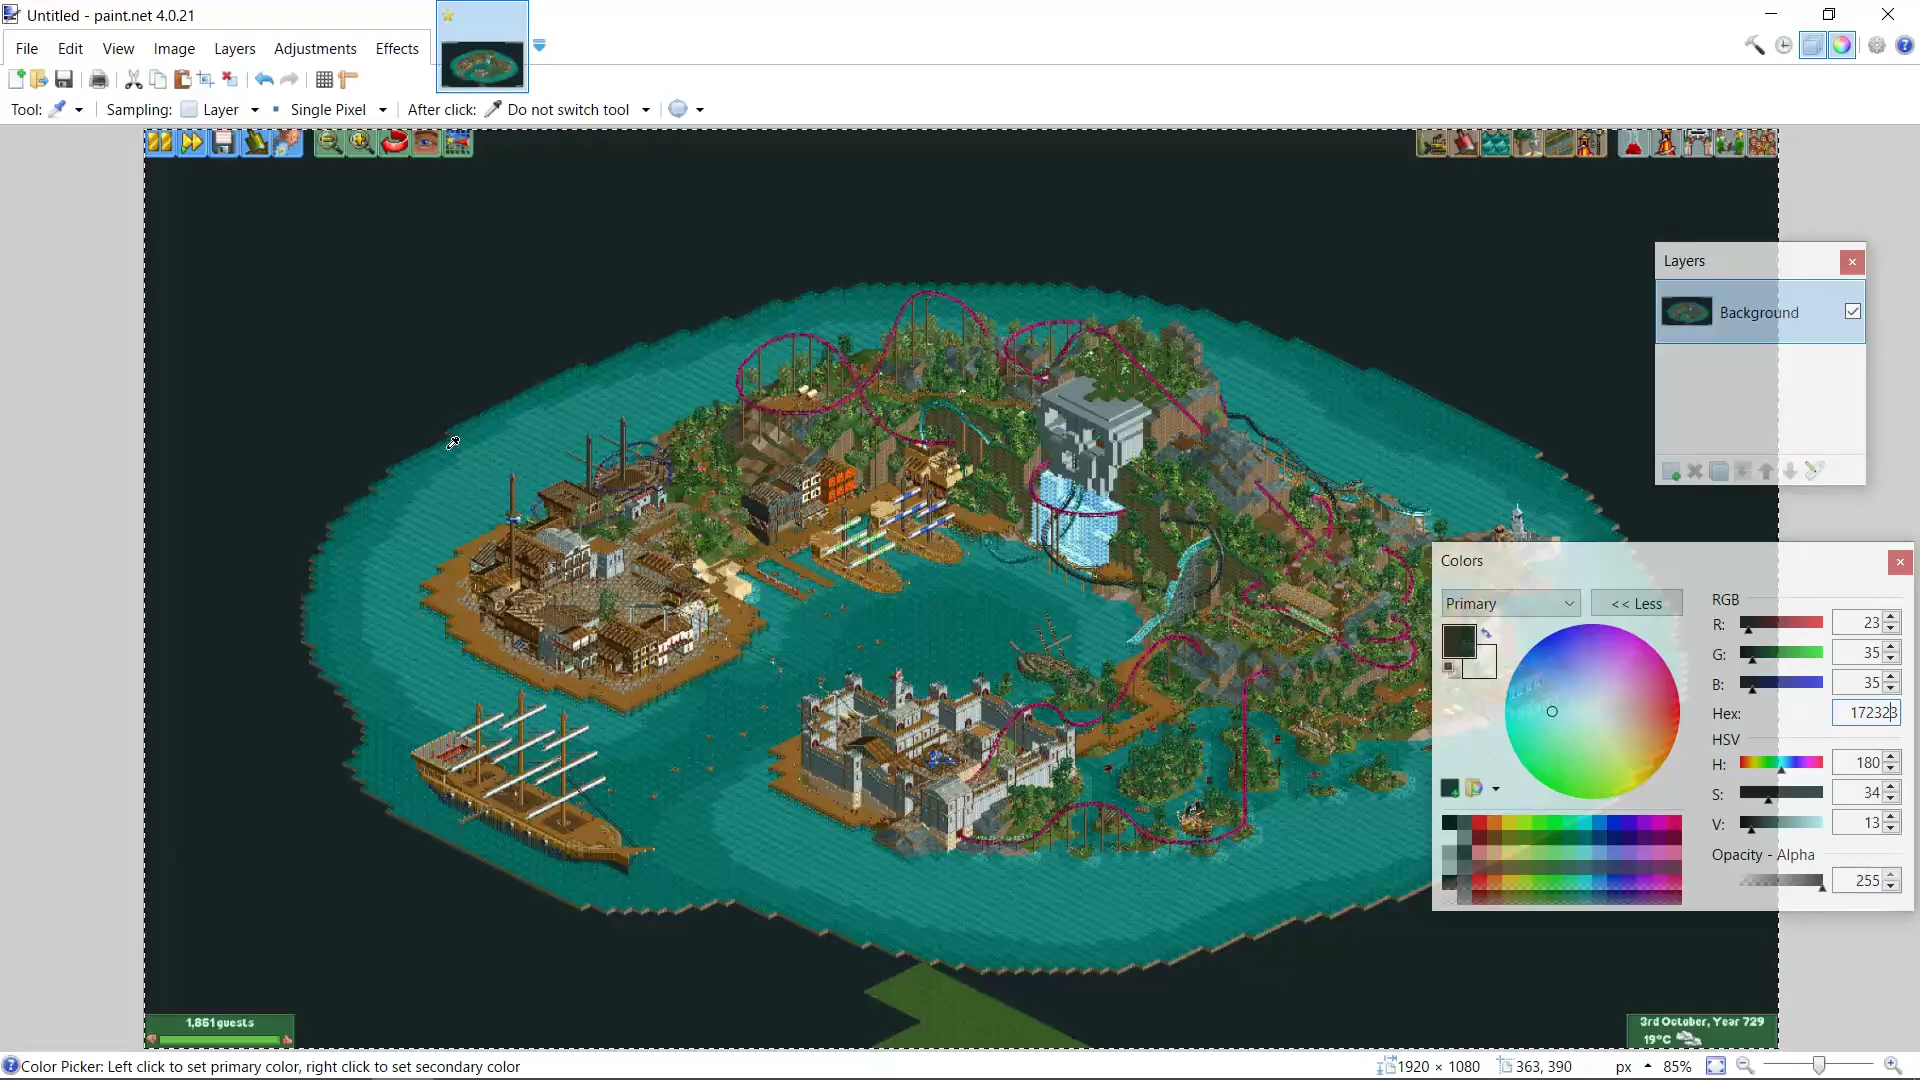 Untitled - paint.net 4.0.21
File Edit View Image Layers Adjustments Effects
Tool: Sampling: Layer Single Pixel After click: Do not switch tool
Layers
Background
Colors
Primary << Less
RGB
R: 23
G: 35
B: 35
Hex: 172323
HSV
H: 180
S: 34
V: 13
Opacity - Alpha
255
1,861 guests
3rd October, Year 729
19°C
Color Picker: Left click to set primary color, right click to set secondary color
1920 × 1080 363, 390 px 85%